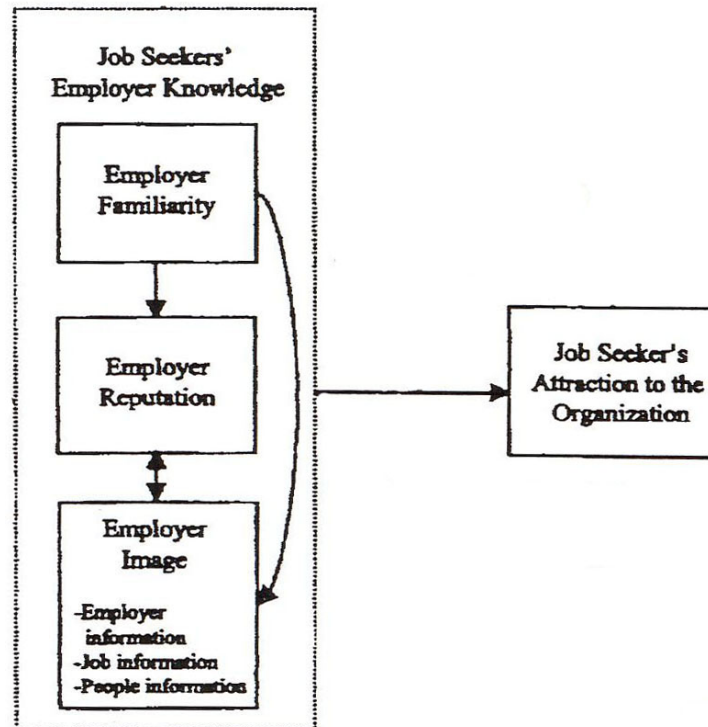 Job Seekers'
Employer Knowledge
Employer
Familiarity
Employer
Reputation
Employer
Image
-Employer
information
-Job information
-People information
Job Seeker's
Attraction to the
Organization